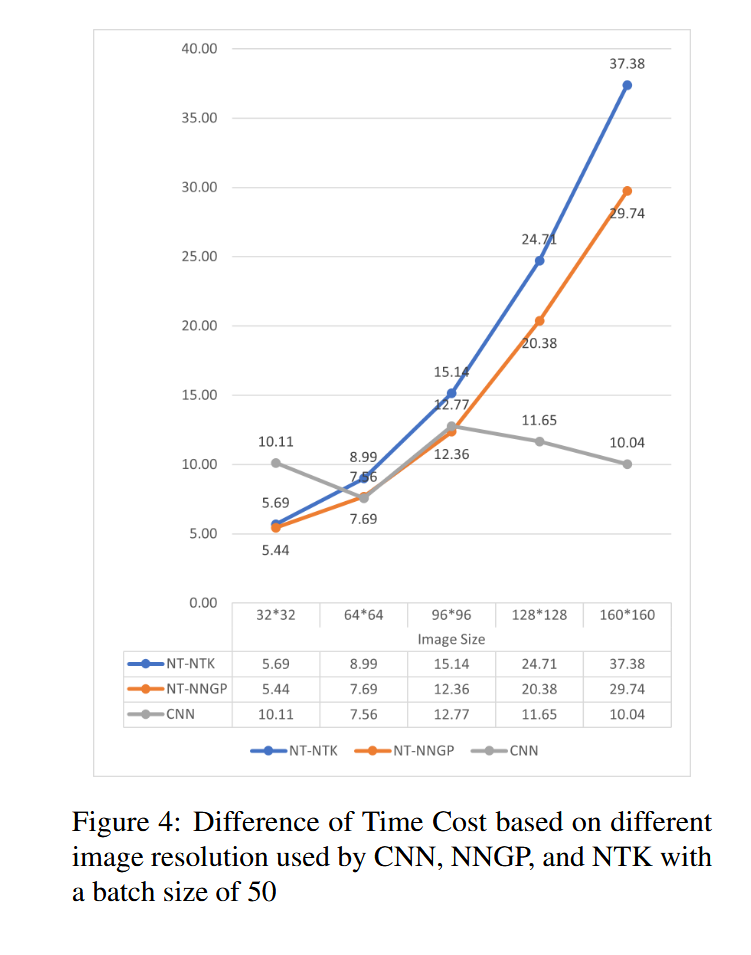 40.00
37.38
35.00
30.00
29.74
25.00
24.71
20.00
20.38
15.00
15.14
12.77
11.65
12.36
10.00
10.11
10.04
8.99
7.56
7.69
5.69
5.00
5.44
0.00
32*32 64*64 96*96 128*128 160*160
Image Size
NT-NTK 5.69 8.99 15.14 24.71 37.38
NT-NNGP 5.44 7.69 12.36 20.38 29.74
CNN 10.11 7.56 12.77 11.65 10.04
NT-NTK NT-NNGP CNN
Figure 4: Difference of Time Cost based on different
image resolution used by CNN, NNGP, and NTK with
a batch size of 50